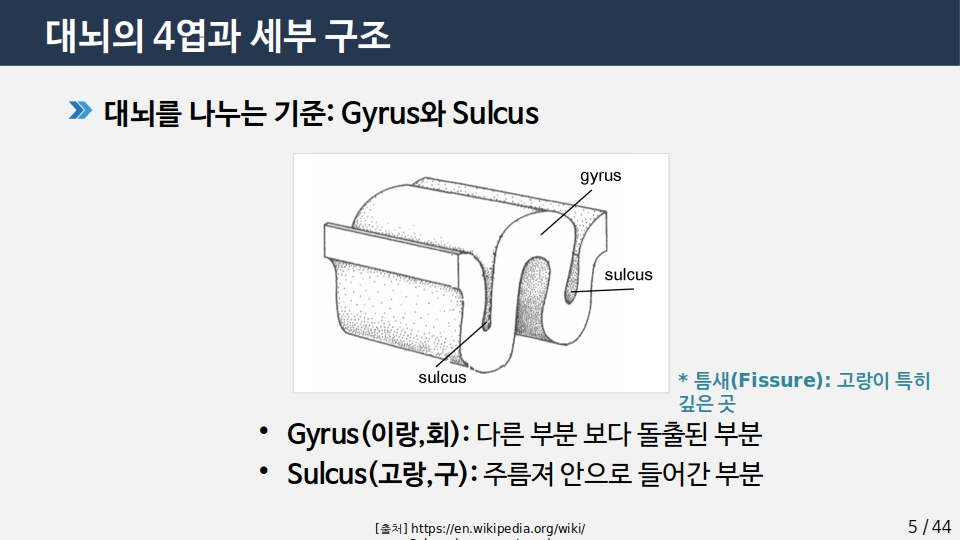 대뇌의 4엽과 세부 구조
대뇌를 나누는 기준: Gyrus와 Sulcus
gyrus
sulcus
sulcus
* 틈새(Fissure): 고랑이 특히
깊은 곳
• Gyrus(이랑,회): 다른 부분 보다 돌출된 부분
• Sulcus(고랑,구): 주름져 안으로 들어간 부분
[출처] https://en.wikipedia.org/wiki/
5 / 44